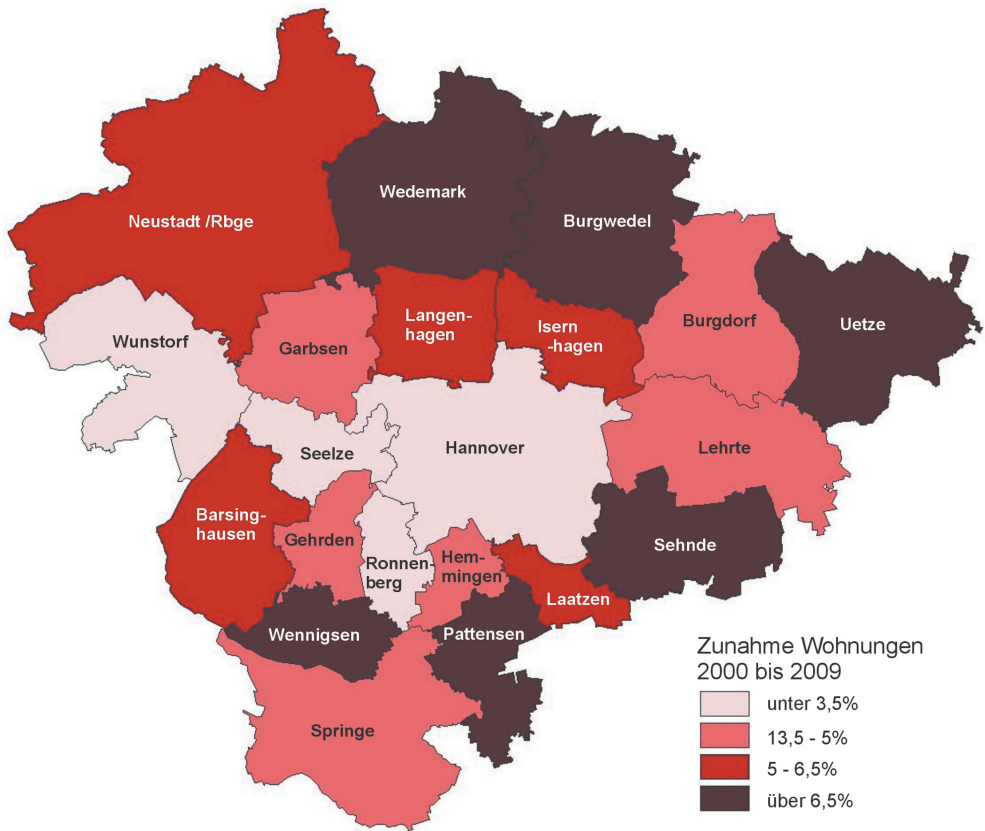 Wedemark
Neustadt /Rbge
Burgwedel
Langen-
hagen
Isern
-hagen
Burgdorf
Uetze
Wunstorf
Garbsen
Seelze
Hannover
Lehrte
Barsing-
hausen
Gehrden
Ronnen-
berg
Hem-
mingen
Sehnde
Laatzen
Wennigsen
Pattensen
Springe
Zunahme Wohnungen
2000 bis 2009
unter 3,5%
13,5 - 5%
5 - 6,5%
über 6,5%